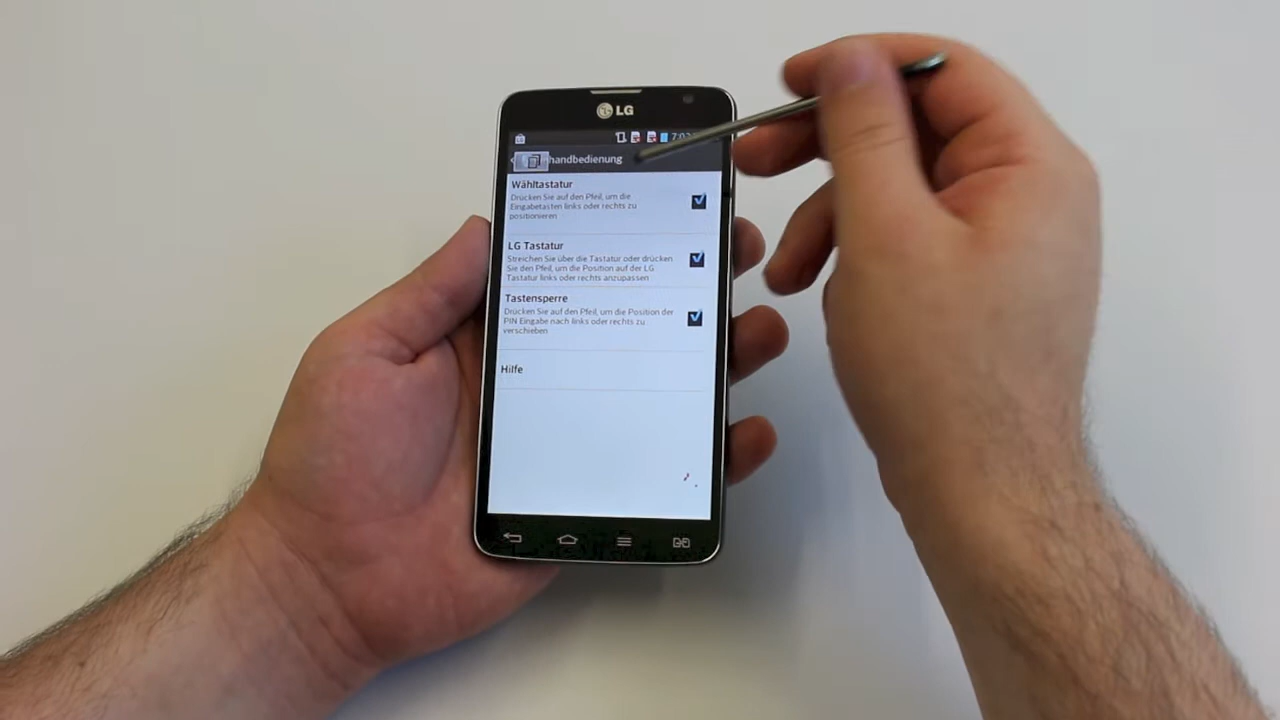 LG
7:02
handbedienung
Wähltastatur
Drücken Sie auf den Pfeil, um die
Eingabetasten links oder rechts zu
positionieren
LG Tastatur
Streichen Sie über die Tastatur oder drücken
Sie den Pfeil, um die Position auf der LG
Tastatur links oder rechts anzupassen
Tastensperre
Drücken Sie auf den Pfeil, um die Position der
PIN Eingabe nach links oder rechts zu
verschieben
Hilfe